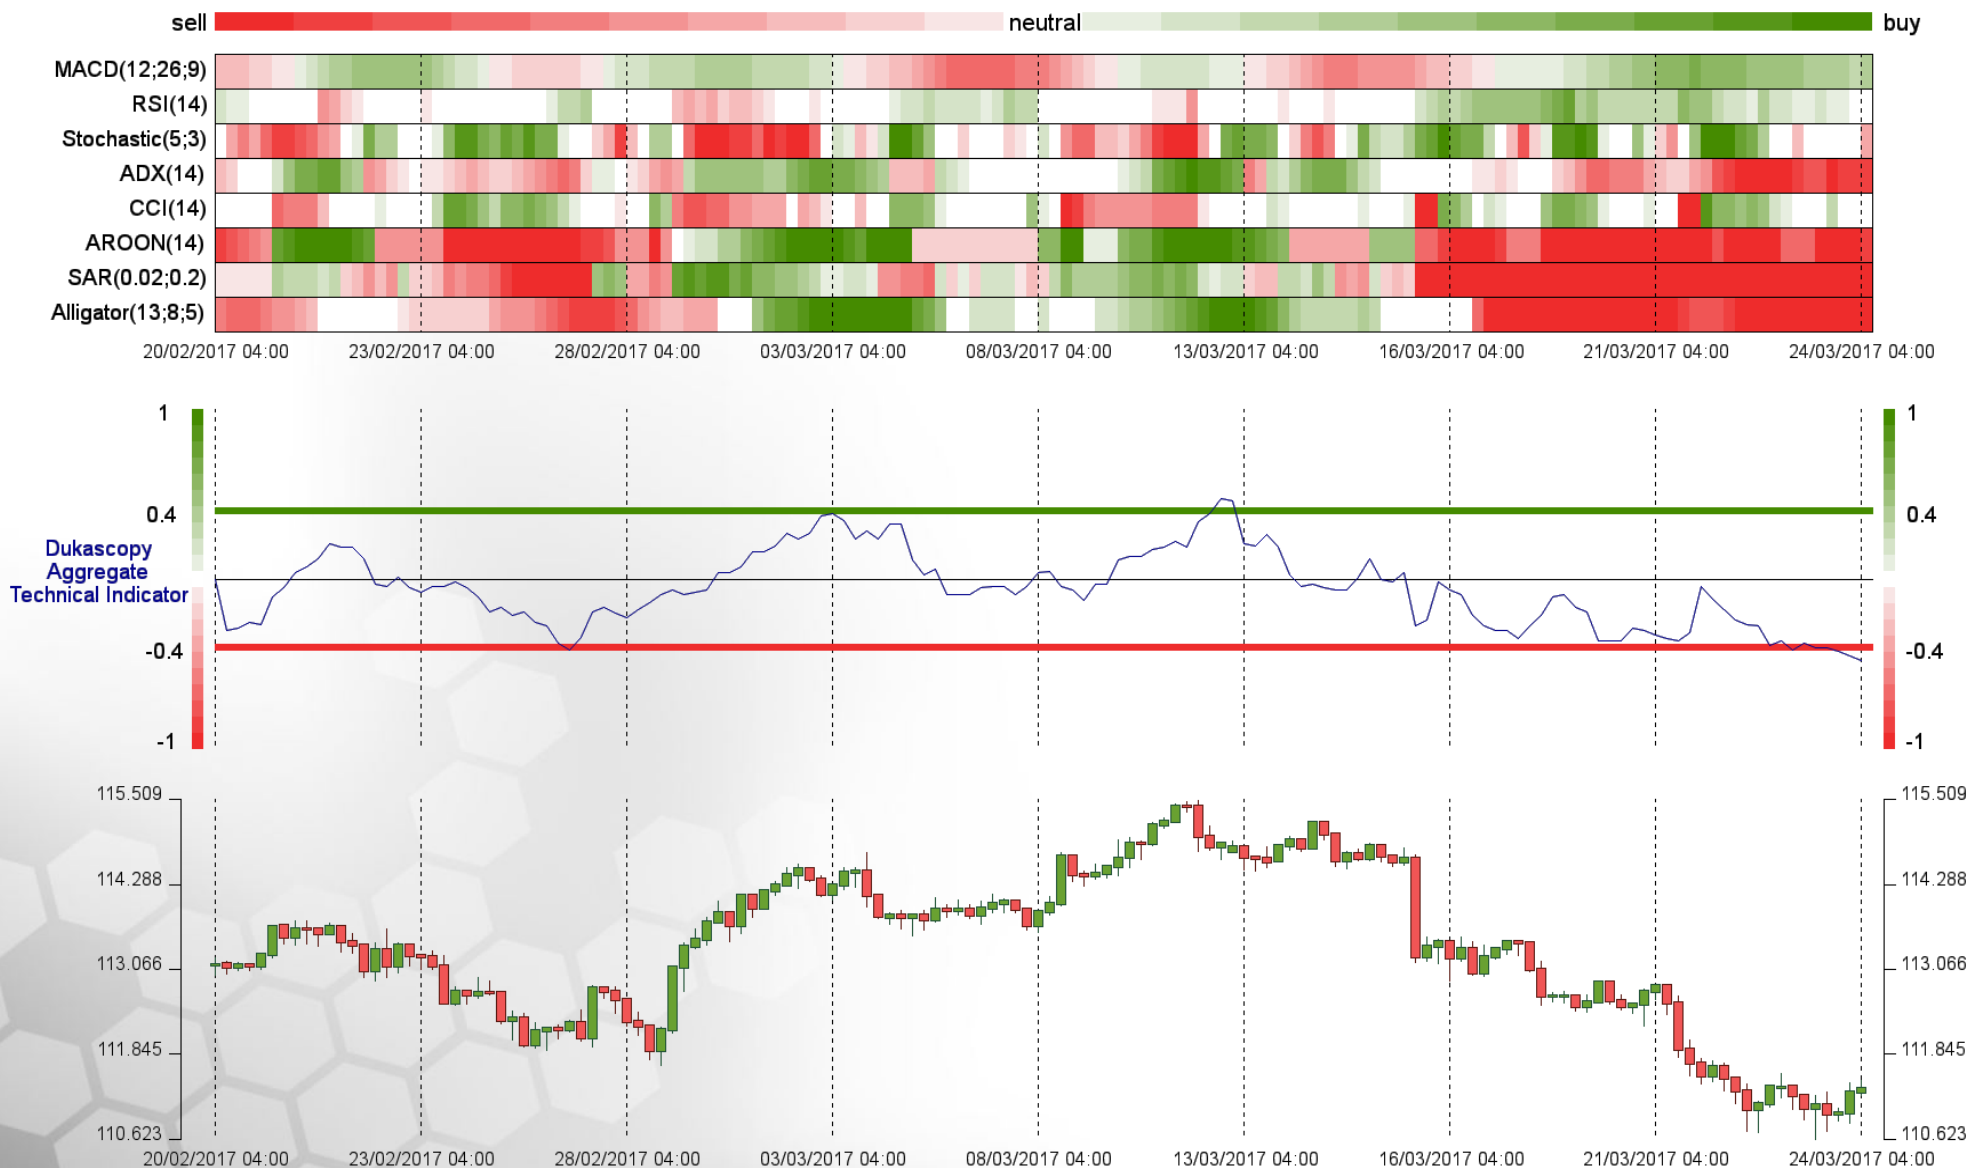 sell neutral buy
MACD(12;26;9)
RSI(14)
Stochastic(5;3)
ADX(14)
CCI(14)
AROON(14)
SAR(0.02;0.2)
Alligator(13;8;5)
20/02/2017 04:00 23/02/2017 04:00 28/02/2017 04:00 03/03/2017 04:00 08/03/2017 04:00 13/03/2017 04:00 16/03/2017 04:00 21/03/2017 04:00 24/03/2017 04:00
1 1
0.4 0.4
Dukascopy
Aggregate
Technical Indicator
-0.4 -0.4
-1 -1
115.509 115.509
114.288 114.288
113.066 113.066
111.845 111.845
110.623 110.623
20/02/2017 04:00 23/02/2017 04:00 28/02/2017 04:00 03/03/2017 04:00 08/03/2017 04:00 13/03/2017 04:00 16/03/2017 04:00 21/03/2017 04:00 24/03/2017 04:00